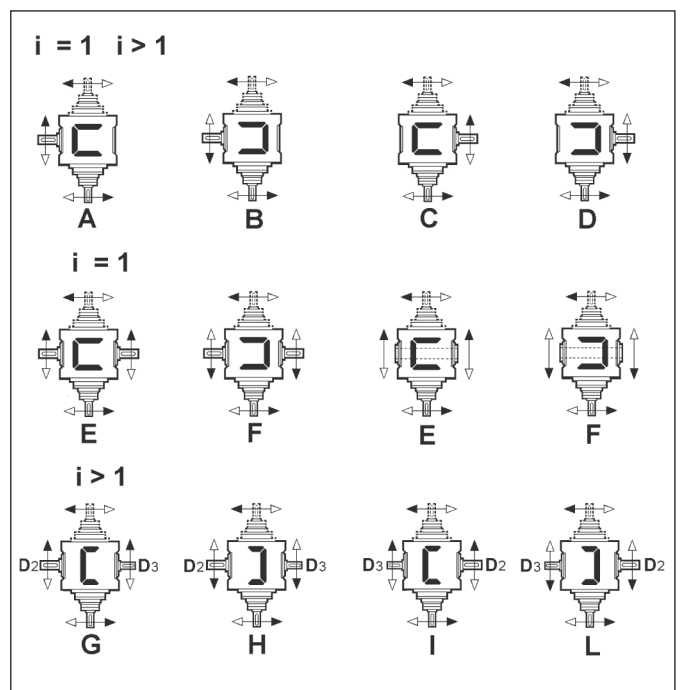 i = 1 i > 1
A B C D
i = 1
E F E F
i > 1
D2 D3 D2 D3 D3 D2 D3 D2
G H I L